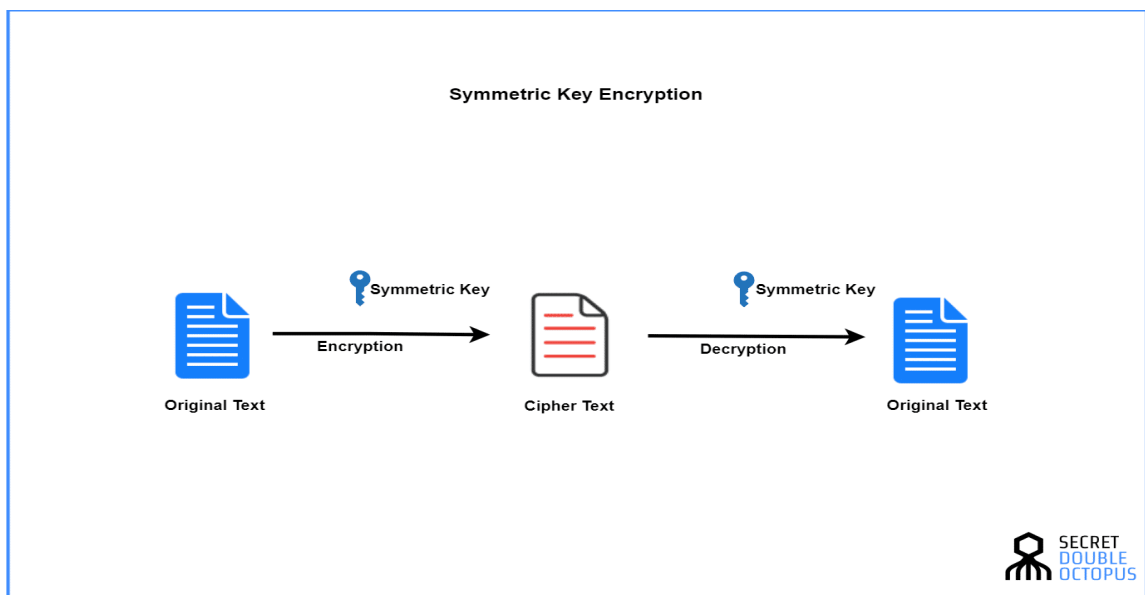 Symmetric Key Encryption
Symmetric Key
Symmetric Key
Encryption
Decryption
Original Text
Cipher Text
Original Text
SECRET
DOUBLE
OCTOPUS